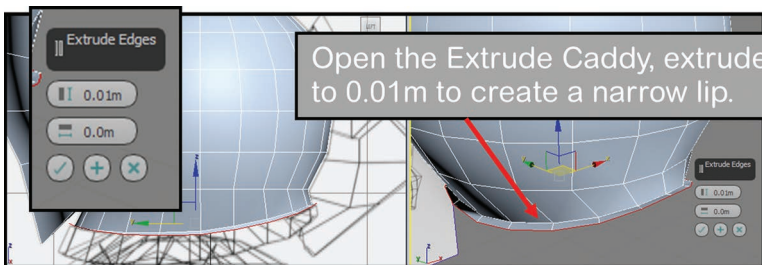 Extrude Edges
0.01m
0.0m
Open the Extrude Caddy, extrude
to 0.01m to create a narrow lip.
z
y
x
LEFT
z
x
z
y
x
z
y
x
Extrude Edges
0.01m
0.0m